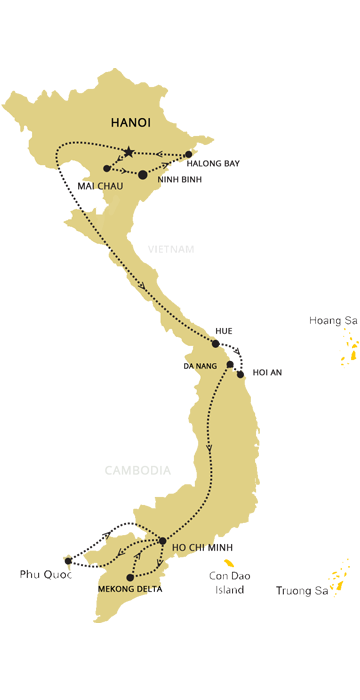 HANOI
HALONG BAY
NINH BINH
MAI CHAU
VIETNAM
Hoang Sa
HUE
DA NANG
HOI AN
CAMBODIA
HO CHI MINH
Phu Quoc
MEKONG DELTA
Con Dao
Island
Truong Sa